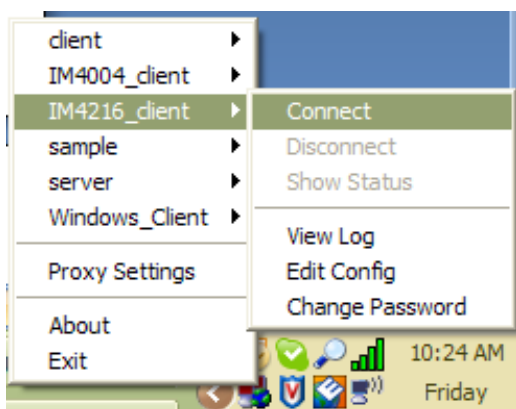 client
IM4004_client
IM4216_client
sample
server
Windows_Client
Proxy Settings
About
Exit
Connect
Disconnect
Show Status
View Log
Edit Config
Change Password
10:24 AM
Friday